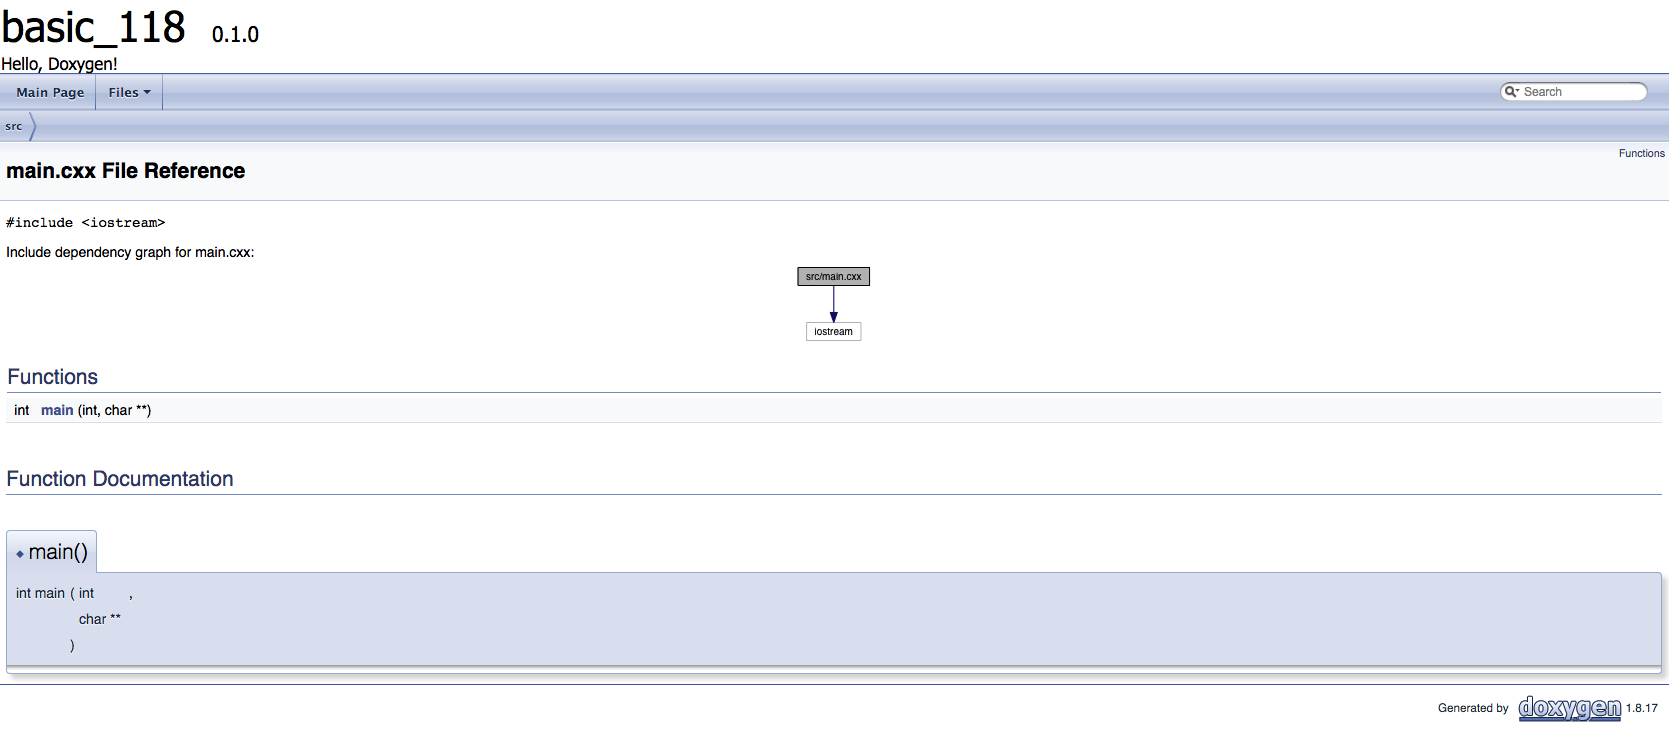 basic_118 0.1.0
Hello, Doxygen!
Main Page Files Search
src
Functions
main.cxx File Reference
#include <iostream>
Include dependency graph for main.cxx:
src/main.cxx
iostream
Functions
int main (int, char **)
Function Documentation
◆ main()
int main ( int ,
char **
)
Generated by doxygen 1.8.17